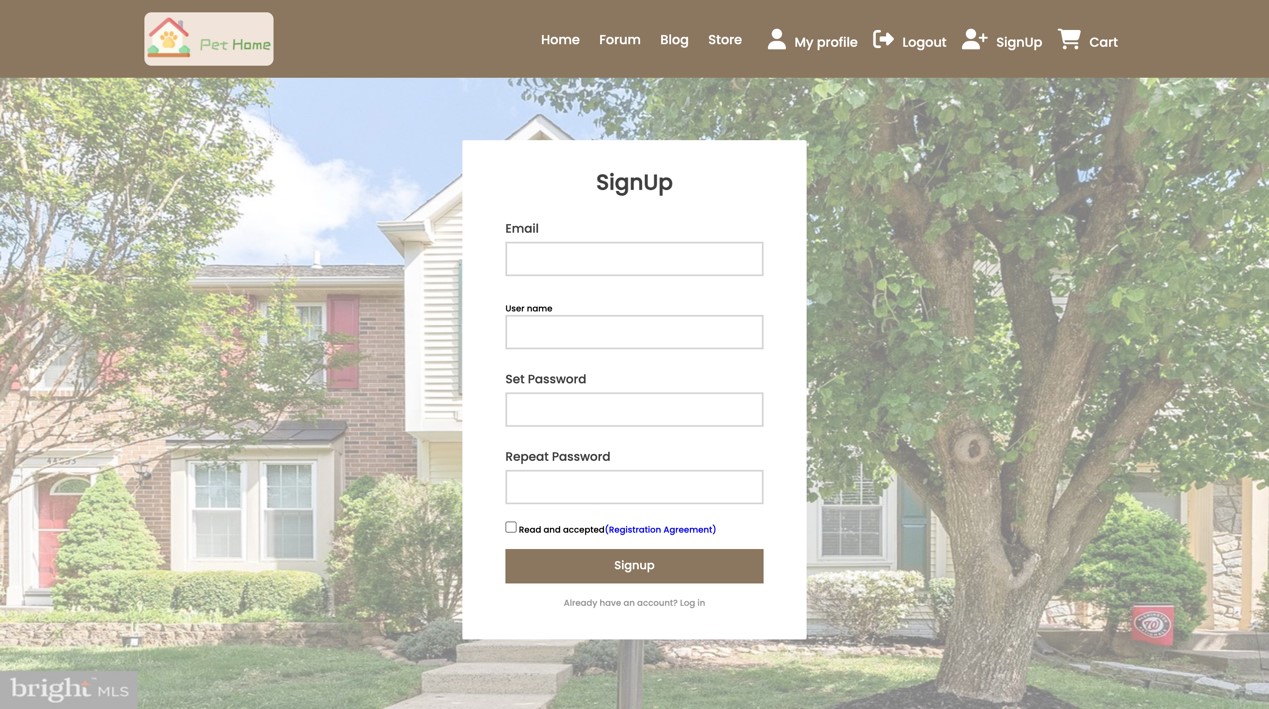 Pet Home
Home Forum Blog Store My profile Logout SignUp Cart
SignUp
Email
User name
Set Password
Repeat Password
Read and accepted(Registration Agreement)
Signup
Already have an account? Log in
bright MLS